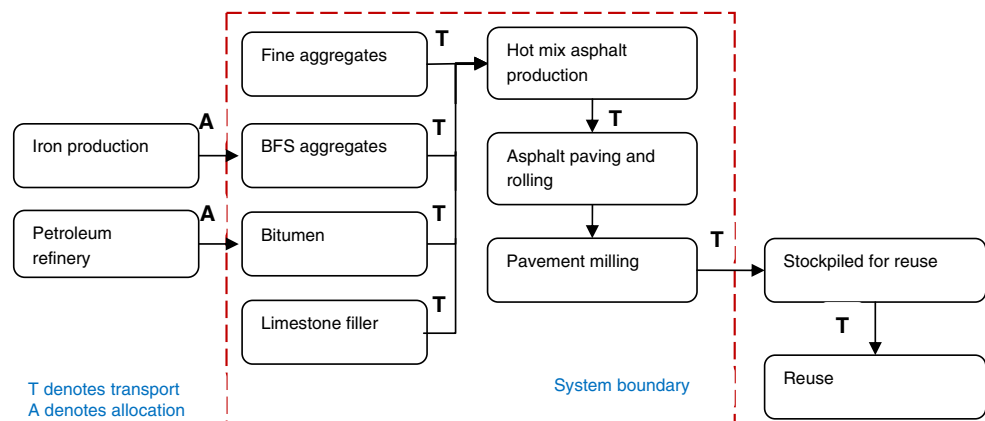 T
Fine aggregates
Hot mix asphalt
production
A
T
T
Iron production
BFS aggregates
Asphalt paving and
rolling
A
T
Petroleum
refinery
Bitumen
Pavement milling
T
Stockpiled for reuse
T
Limestone filler
T
Reuse
T denotes transport
A denotes allocation
System boundary